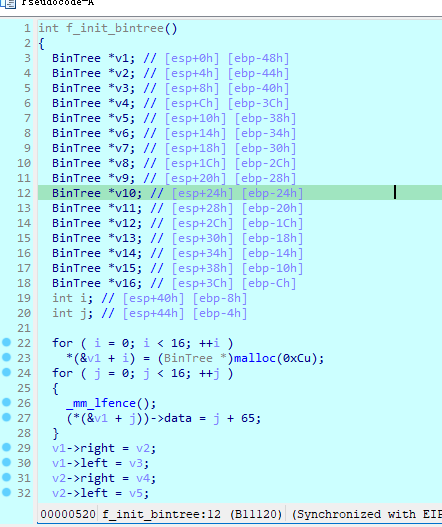 Pseudocode-A
1 int f_init_bintree()
2 {
3 BinTree *v1; // [esp+0h] [ebp-48h]
4 BinTree *v2; // [esp+4h] [ebp-44h]
5 BinTree *v3; // [esp+8h] [ebp-40h]
6 BinTree *v4; // [esp+Ch] [ebp-3Ch]
7 BinTree *v5; // [esp+10h] [ebp-38h]
8 BinTree *v6; // [esp+14h] [ebp-34h]
9 BinTree *v7; // [esp+18h] [ebp-30h]
10 BinTree *v8; // [esp+1Ch] [ebp-2Ch]
11 BinTree *v9; // [esp+20h] [ebp-28h]
12 BinTree *v10; // [esp+24h] [ebp-24h]
13 BinTree *v11; // [esp+28h] [ebp-20h]
14 BinTree *v12; // [esp+2Ch] [ebp-1Ch]
15 BinTree *v13; // [esp+30h] [ebp-18h]
16 BinTree *v14; // [esp+34h] [ebp-14h]
17 BinTree *v15; // [esp+38h] [ebp-10h]
18 BinTree *v16; // [esp+3Ch] [ebp-Ch]
19 int i; // [esp+40h] [ebp-8h]
20 int j; // [esp+44h] [ebp-4h]
21
22 for ( i = 0; i < 16; ++i )
23 *(&v1 + i) = (BinTree *)malloc(0xCu);
24 for ( j = 0; j < 16; ++j )
25 {
26 _mm_lfence();
27 (*(&v1 + j))->data = j + 65;
28 }
29 v1->right = v2;
30 v1->left = v3;
31 v2->right = v4;
32 v2->left = v5;
00000520 f_init_bintree:12 (B11120) (Synchronized with EIP